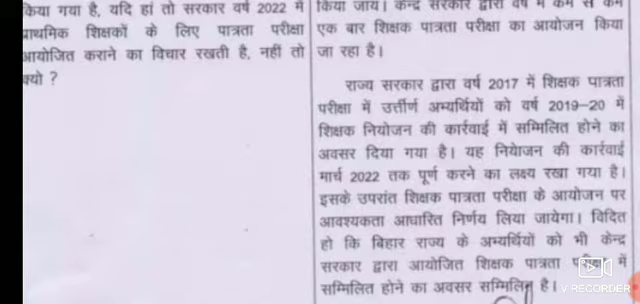 किया गया है, यदि हां तो सरकार वर्ष 2022 में
प्राथमिक शिक्षकों के लिए पात्रता परीक्षा
आयोजित कराने का विचार रखती है, नहीं तो
क्यो ?
किया जाय। केन्द्र सरकार द्वारा वर्ष में कम से कम
एक बार शिक्षक पात्रता परीक्षा का आयोजन किया
जा रहा है।
राज्य सरकार द्वारा वर्ष 2017 में शिक्षक पात्रता
परीक्षा में उर्त्तीण अभ्यर्थियों को वर्ष 2019–20 में
शिक्षक नियोजन की कार्रवाई में सम्मिलित होने का
अवसर दिया गया है। यह नियोजन की कार्रवाई
मार्च 2022 तक पूर्ण करने का लक्ष्य रखा गया है।
इसके उपरांत शिक्षक पात्रता परीक्षा के आयोजन पर
आवश्यकता आधारित निर्णय लिया जायेगा। विदित
हो कि बिहार राज्य के अभ्यर्थियों को भी केन्द्र
सरकार द्वारा आयोजित शिक्षक पात्रता परीक्षा में
सम्मिलित होने का अवसर सम्मिलित है।
V RECORDER